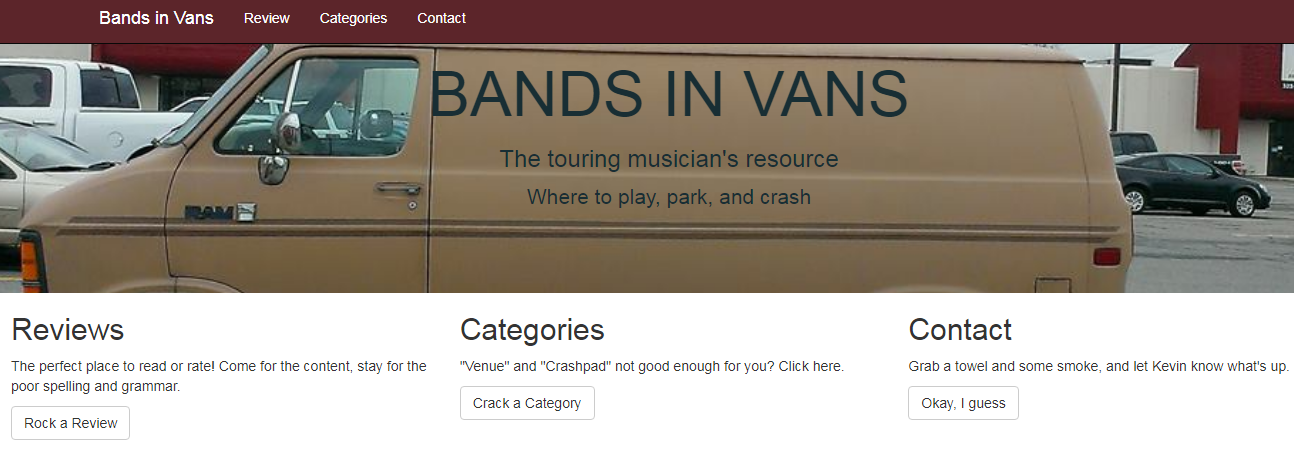 Bands in Vans Review Categories Contact
BANDS IN VANS
The touring musician's resource
Where to play, park, and crash
RAM
Reviews
The perfect place to read or rate! Come for the content, stay for the
poor spelling and grammar.
Rock a Review
Categories
"Venue" and "Crashpad" not good enough for you? Click here.
Crack a Category
Contact
Grab a towel and some smoke, and let Kevin know what's up.
Okay, I guess